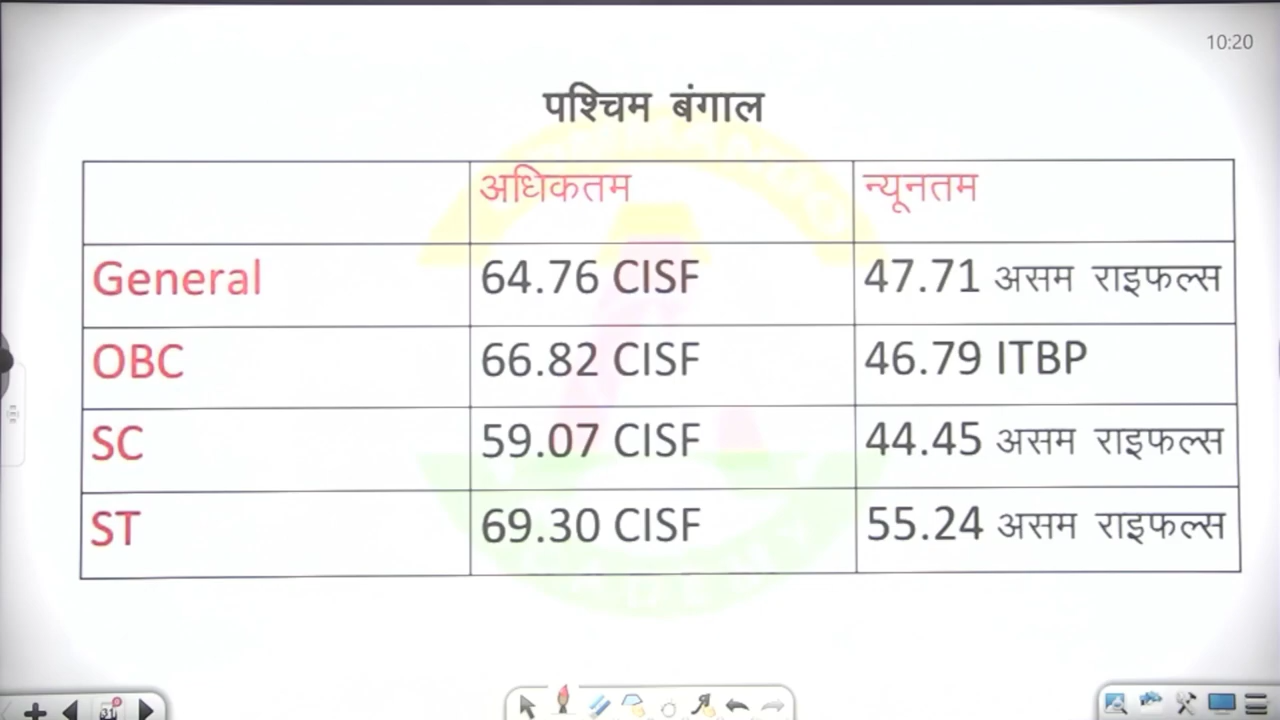 10:20
पश्चिम बंगाल
अधिकतम न्यूनतम
General 64.76 CISF 47.71 असम राइफल्स
OBC 66.82 CISF 46.79 ITBP
SC 59.07 CISF 44.45 असम राइफल्स
ST 69.30 CISF 55.24 असम राइफल्स
31